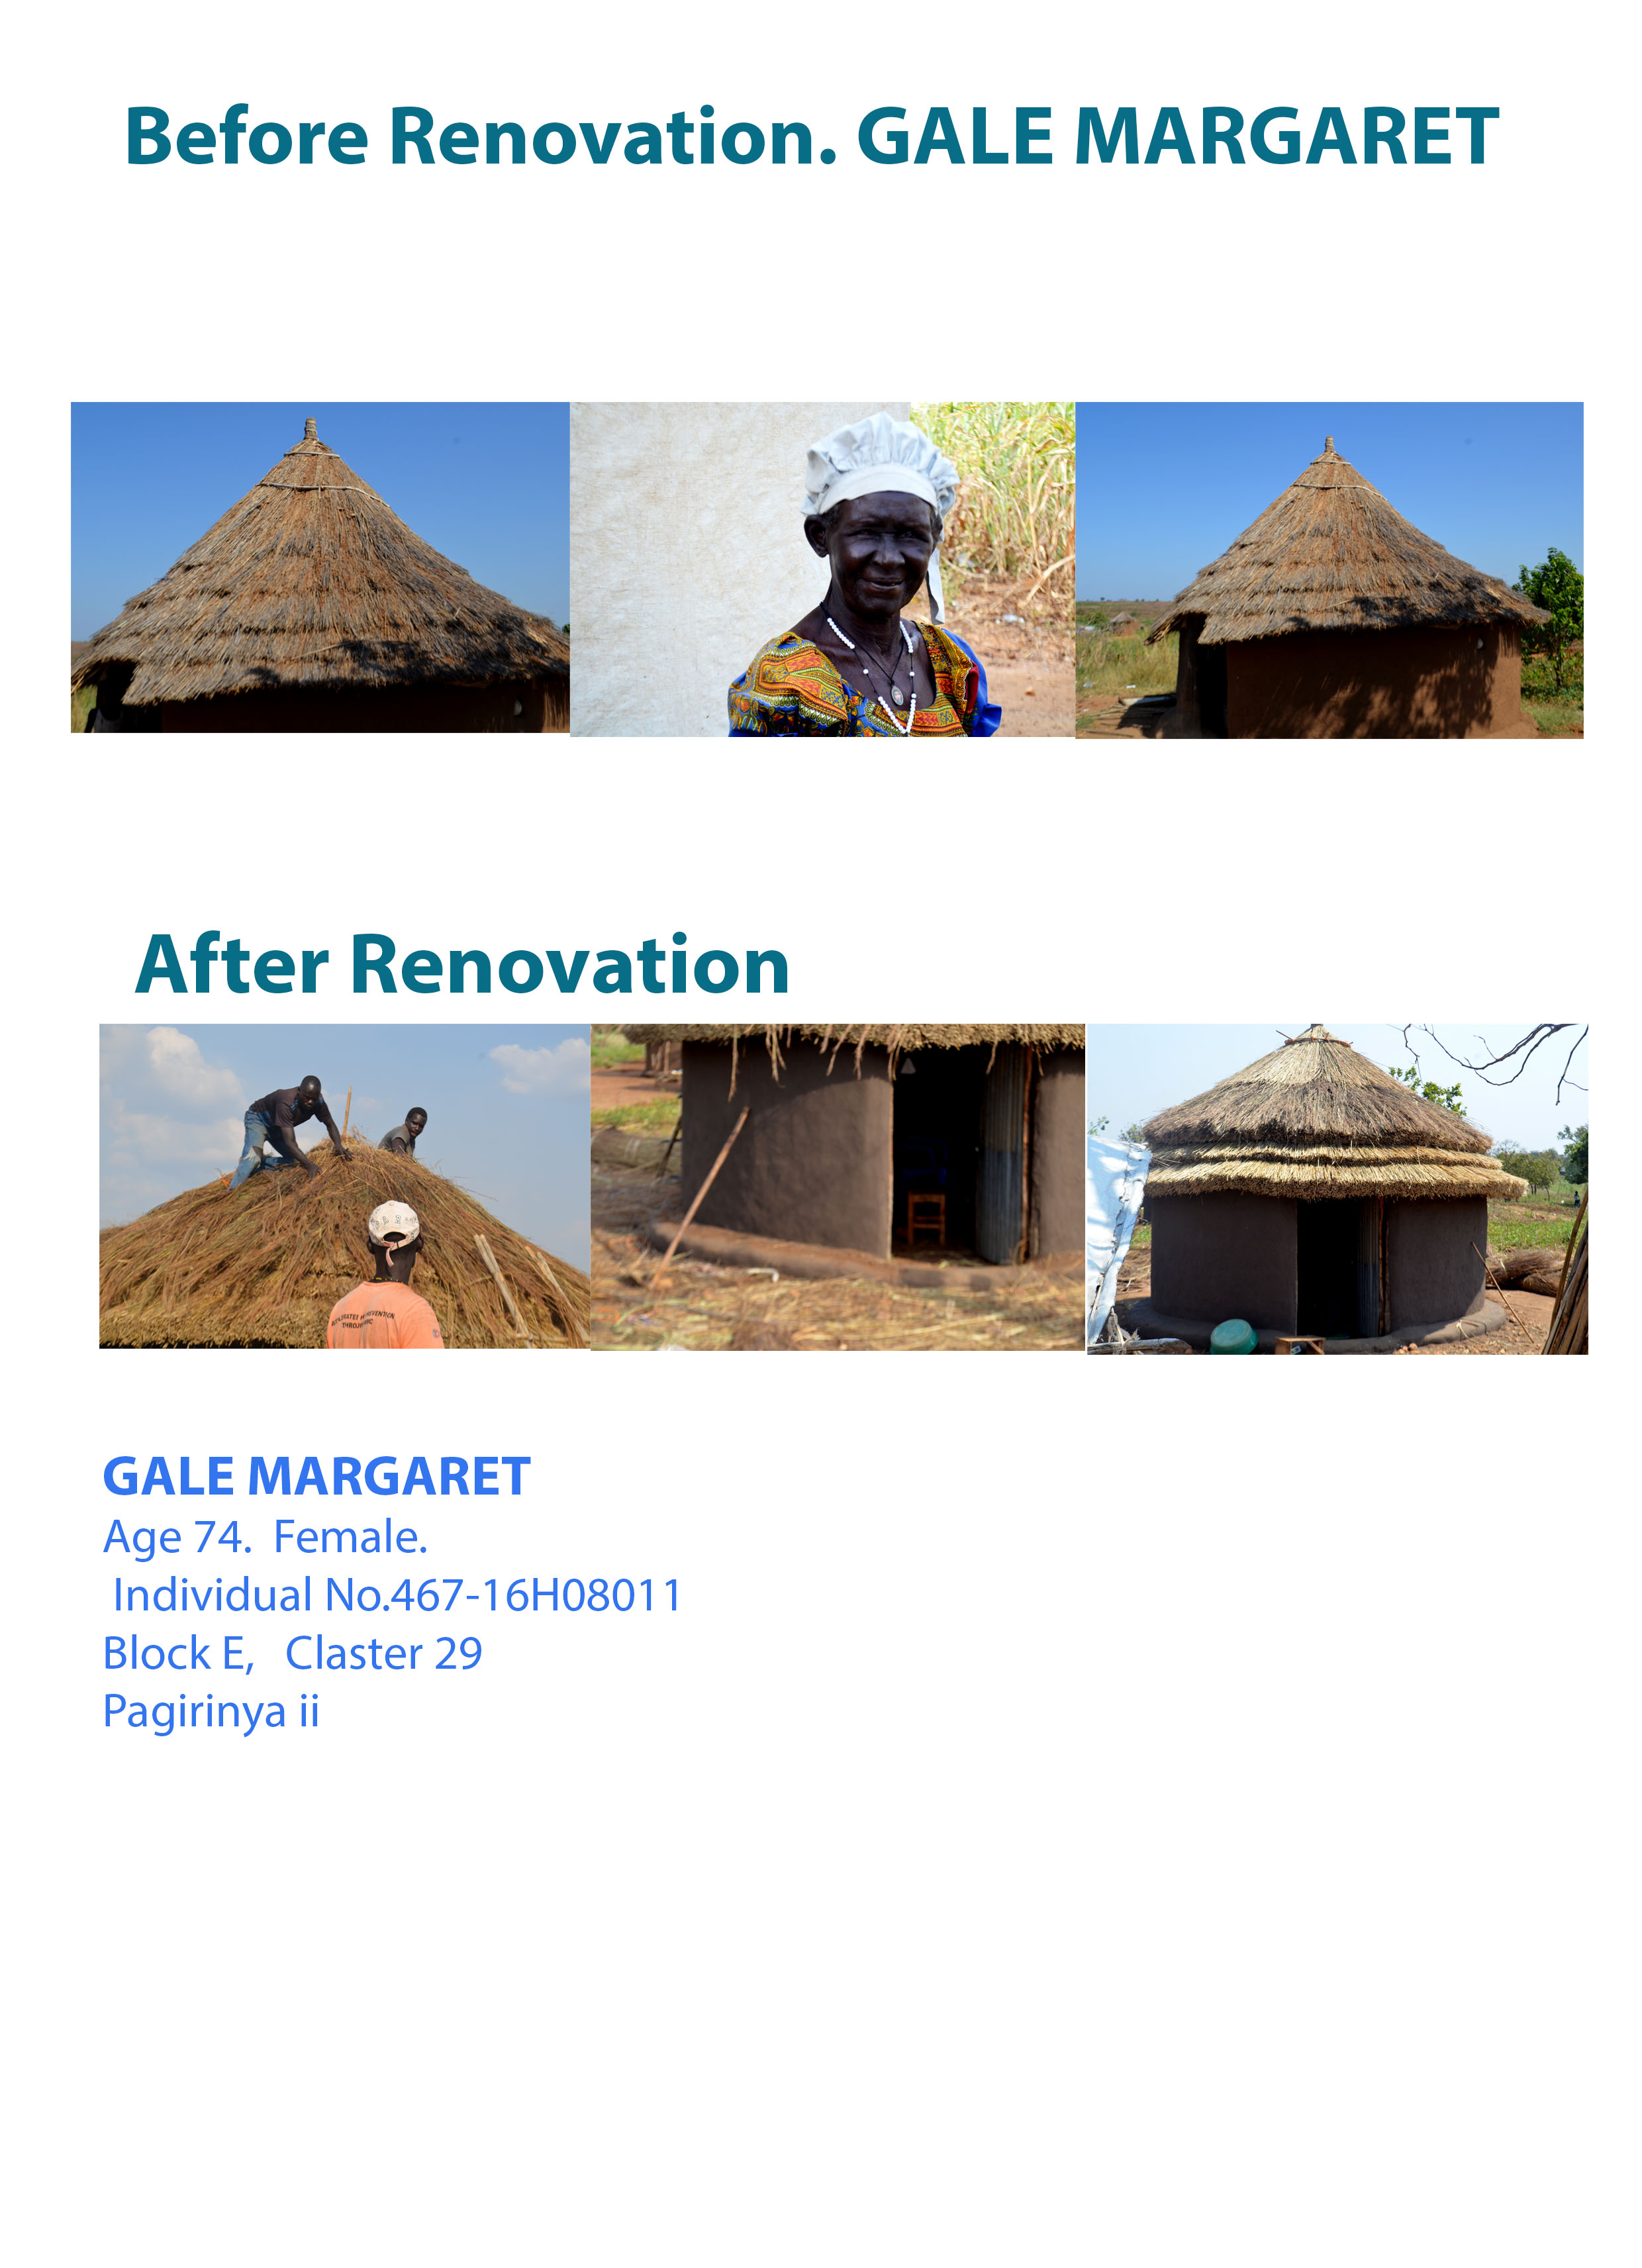 Before Renovation. GALE MARGARET
After Renovation
GALE MARGARET
Age 74. Female.
Individual No.467-16H08011
Block E, Claster 29
Pagirinya ii